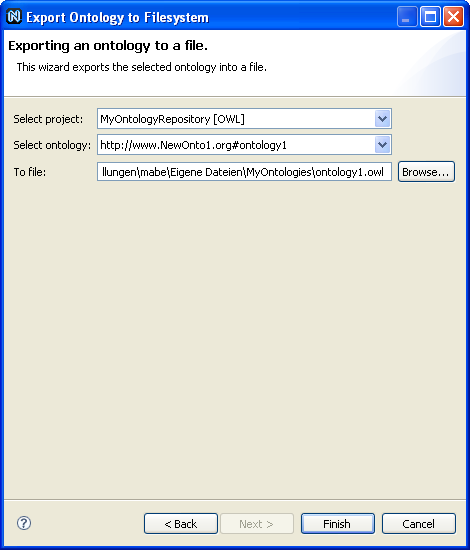 Export Ontology to Filesystem
Exporting an ontology to a file.
This wizard exports the selected ontology into a file.
Select project: MyOntologyRepository [OWL]
Select ontology: http://www.NewOnto1.org#ontology1
To file: llungen\mabe\Eigene Dateien\MyOntologies\ontology1.owl Browse...
? < Back Next > Finish Cancel